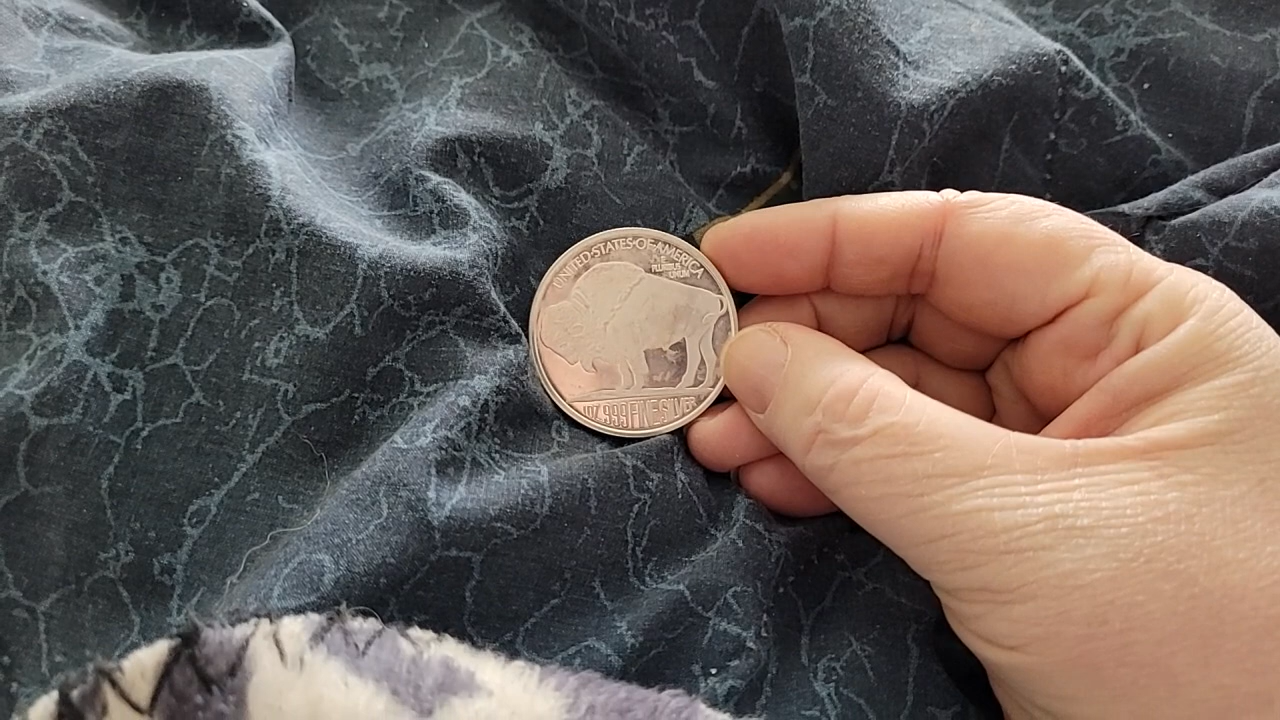 UNITED·STATES·OF·AMERICA
E
PLURIBUS
UNUM
1 OZ. .999 FINE SILVER